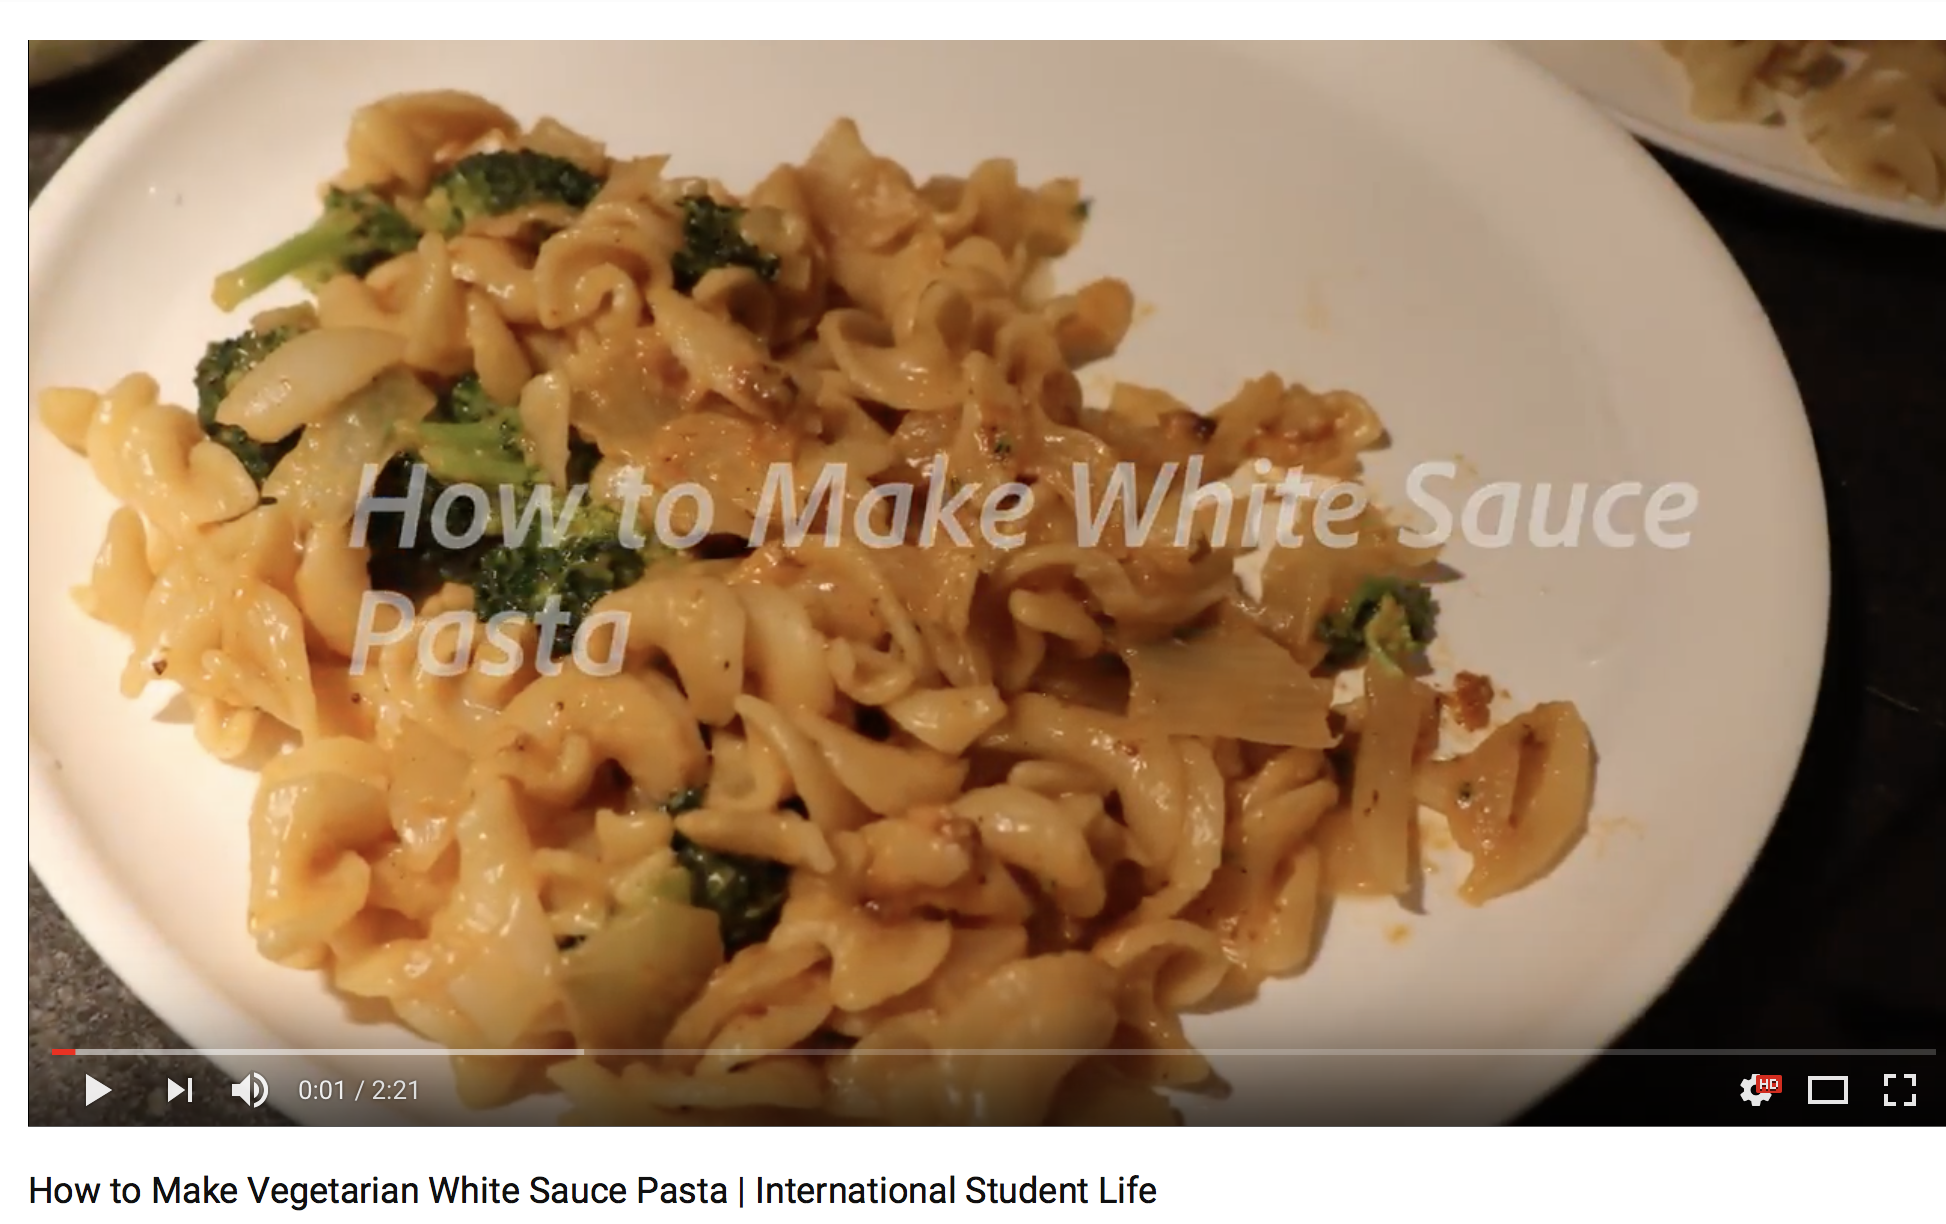 How to Make White Sauce
Pasta
0:01 / 2:21
HD
How to Make Vegetarian White Sauce Pasta | International Student Life